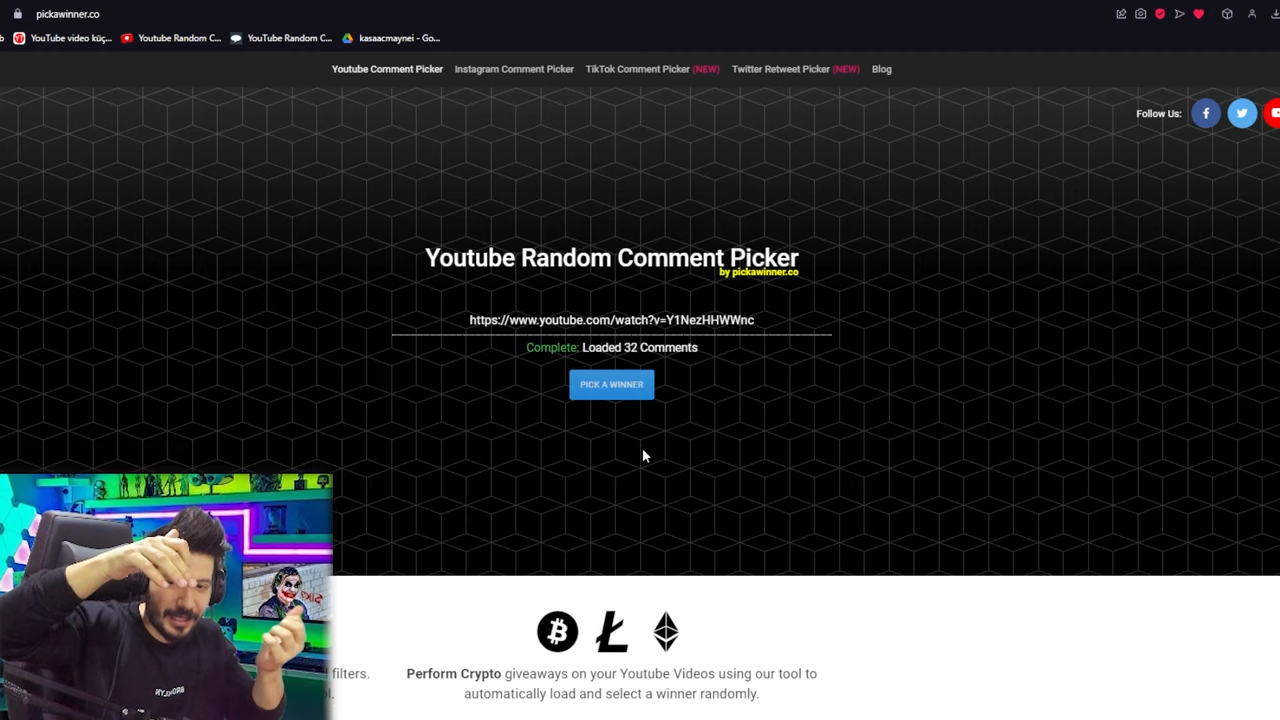 pickawinner.co
YouTube video küç...
Youtube Random C...
YouTube Random C...
kasaacmaynei - Go...
Youtube Comment Picker
Instagram Comment Picker
TikTok Comment Picker (NEW)
Twitter Retweet Picker (NEW)
Blog
Follow Us:
Youtube Random Comment Picker
by pickawinner.co
https://www.youtube.com/watch?v=Y1NezHHWWnc
Complete: Loaded 32 Comments
PICK A WINNER
filters.
Perform Crypto giveaways on your Youtube Videos using our tool to
automatically load and select a winner randomly.